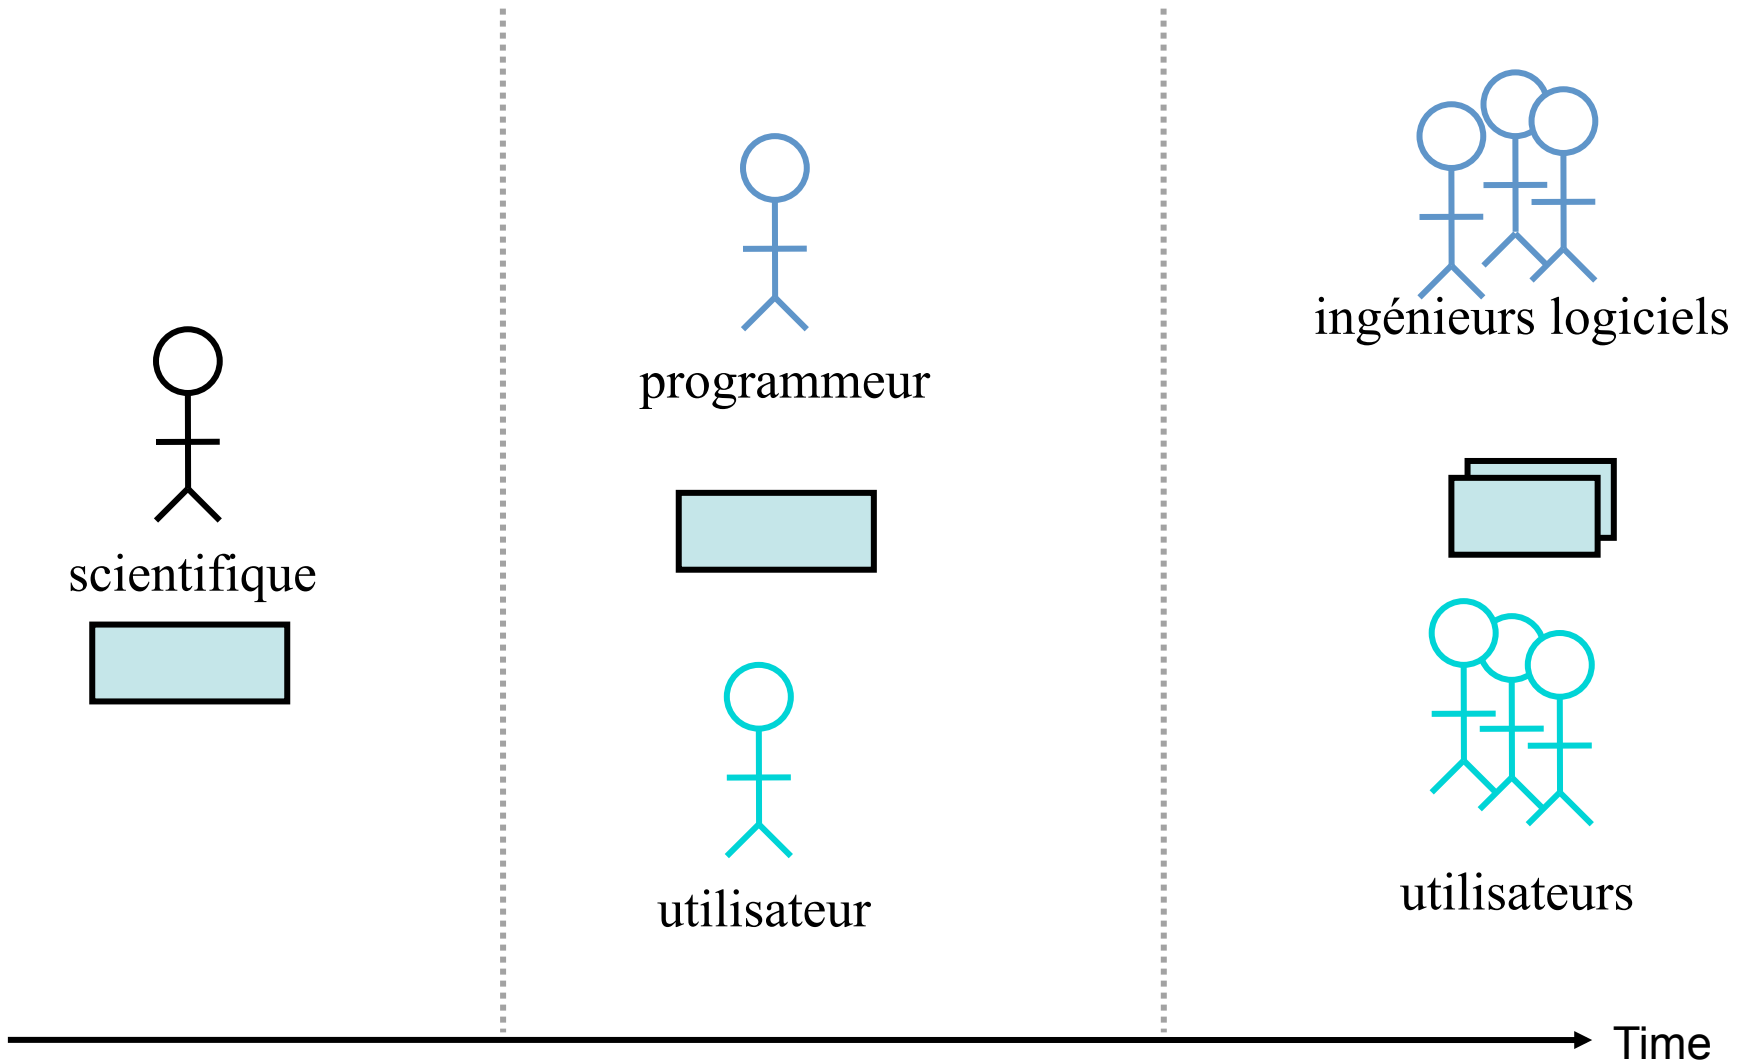 scientifique
programmeur
utilisateur
ingénieurs logiciels
utilisateurs
Time